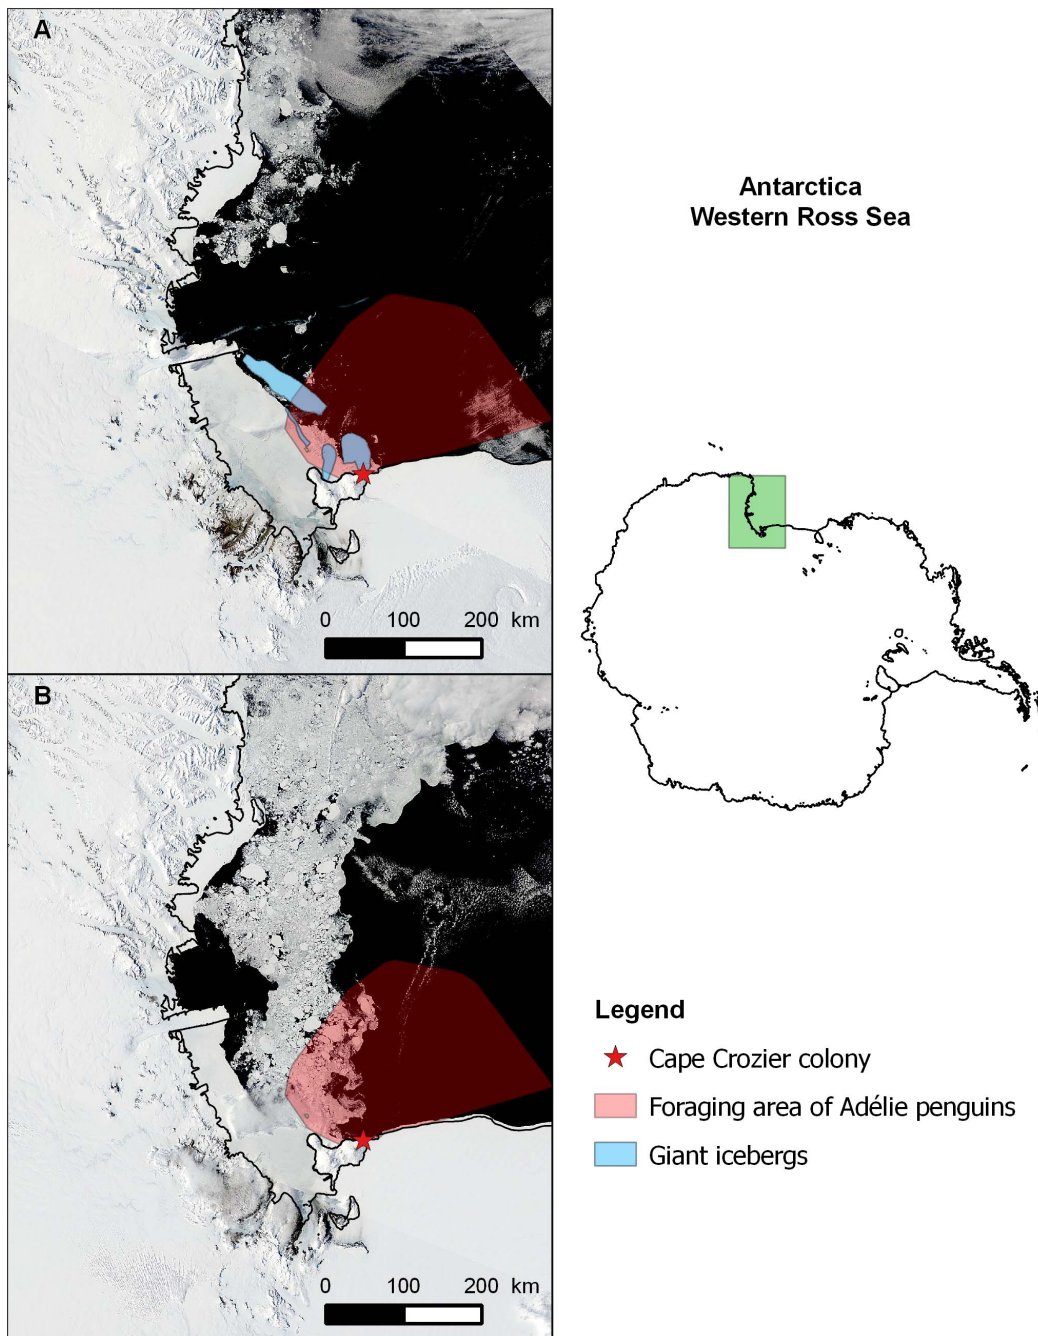 A
0 100 200 km
B
0 100 200 km
Antarctica
Western Ross Sea
Legend
Cape Crozier colony
Foraging area of Adélie penguins
Giant icebergs